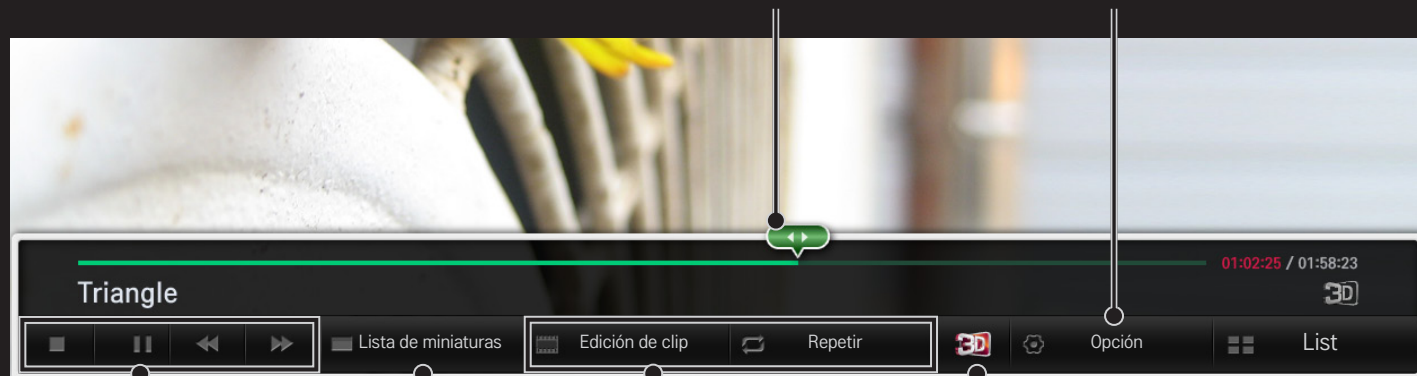 01:02:25 / 01:58:23
Triangle
3D
Lista de miniaturas
Edición de clip
Repetir
3D
Opción
List